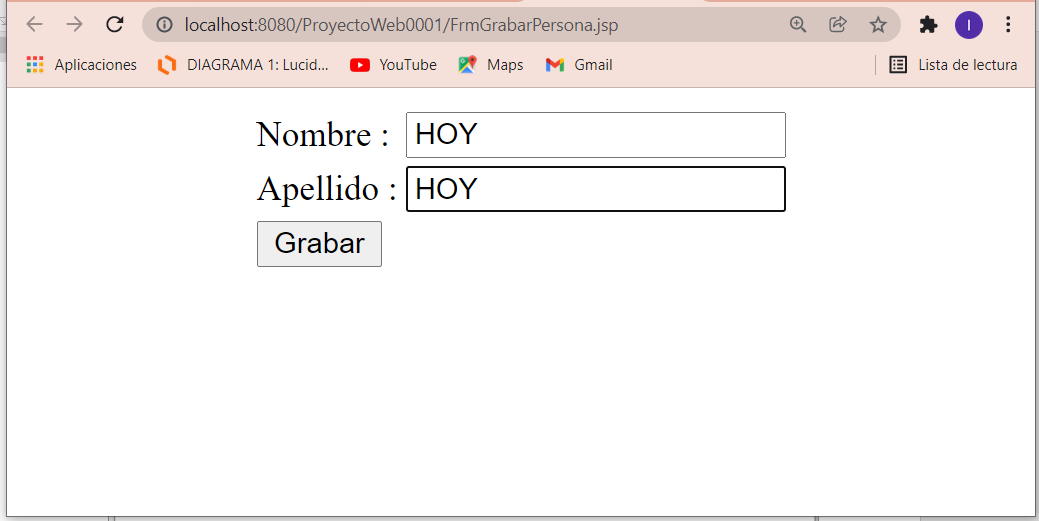 localhost:8080/ProyectoWeb0001/FrmGrabarPersona.jsp
I
Aplicaciones DIAGRAMA 1: Lucid... YouTube Maps Gmail Lista de lectura
Nombre : HOY
Apellido : HOY
Grabar